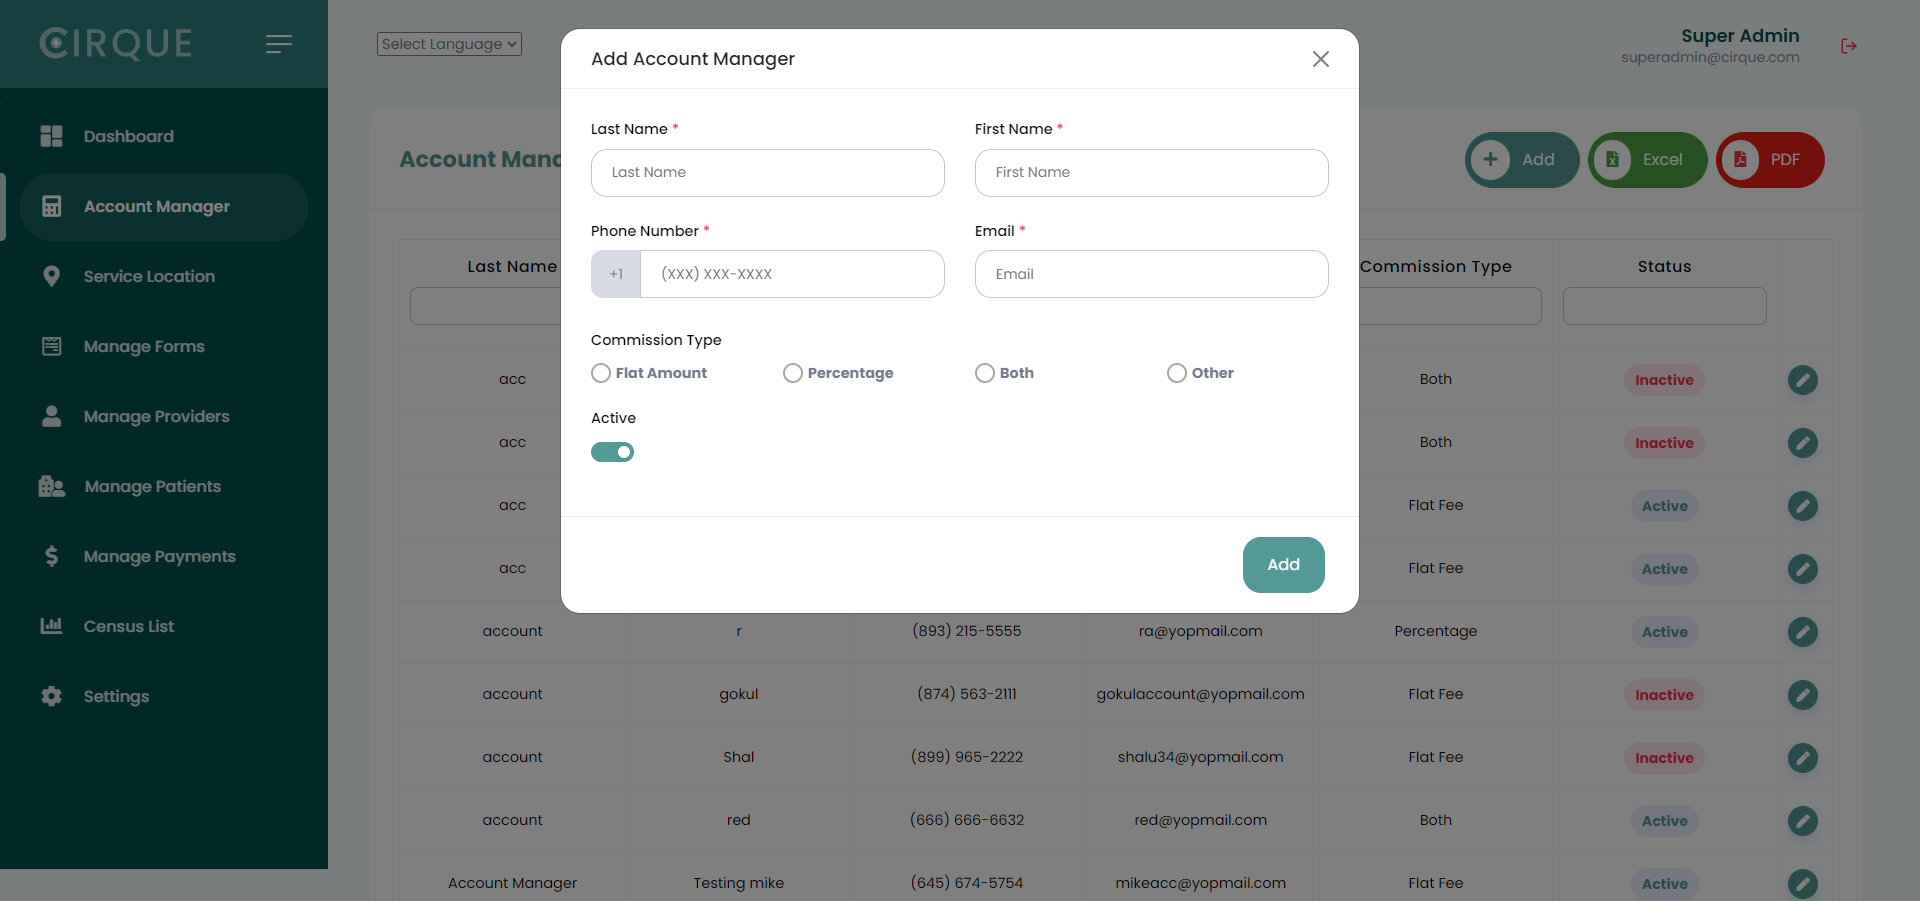 CIRQUE
Select Language
Super Admin
superadmin@cirque.com
Dashboard
Account Manager
Service Location
Manage Forms
Manage Providers
Manage Patients
Manage Payments
Census List
Settings
Account Mana
Add
Excel
PDF
Add Account Manager
Last Name *
First Name *
Last Name
First Name
Phone Number *
Email *
+1
(XXX) XXX-XXXX
Email
Commission Type
Flat Amount
Percentage
Both
Other
Active
Add
Last Name Commission Type Status
acc Both Inactive
acc Both Inactive
acc Flat Fee Active
acc Flat Fee Active
account r (893) 215-5555 ra@yopmail.com Percentage Active
account gokul (874) 563-2111 gokulaccount@yopmail.com Flat Fee Inactive
account Shal (899) 965-2222 shalu34@yopmail.com Flat Fee Inactive
account red (666) 666-6632 red@yopmail.com Both Active
Account Manager Testing mike (645) 674-5754 mikeacc@yopmail.com Flat Fee Active